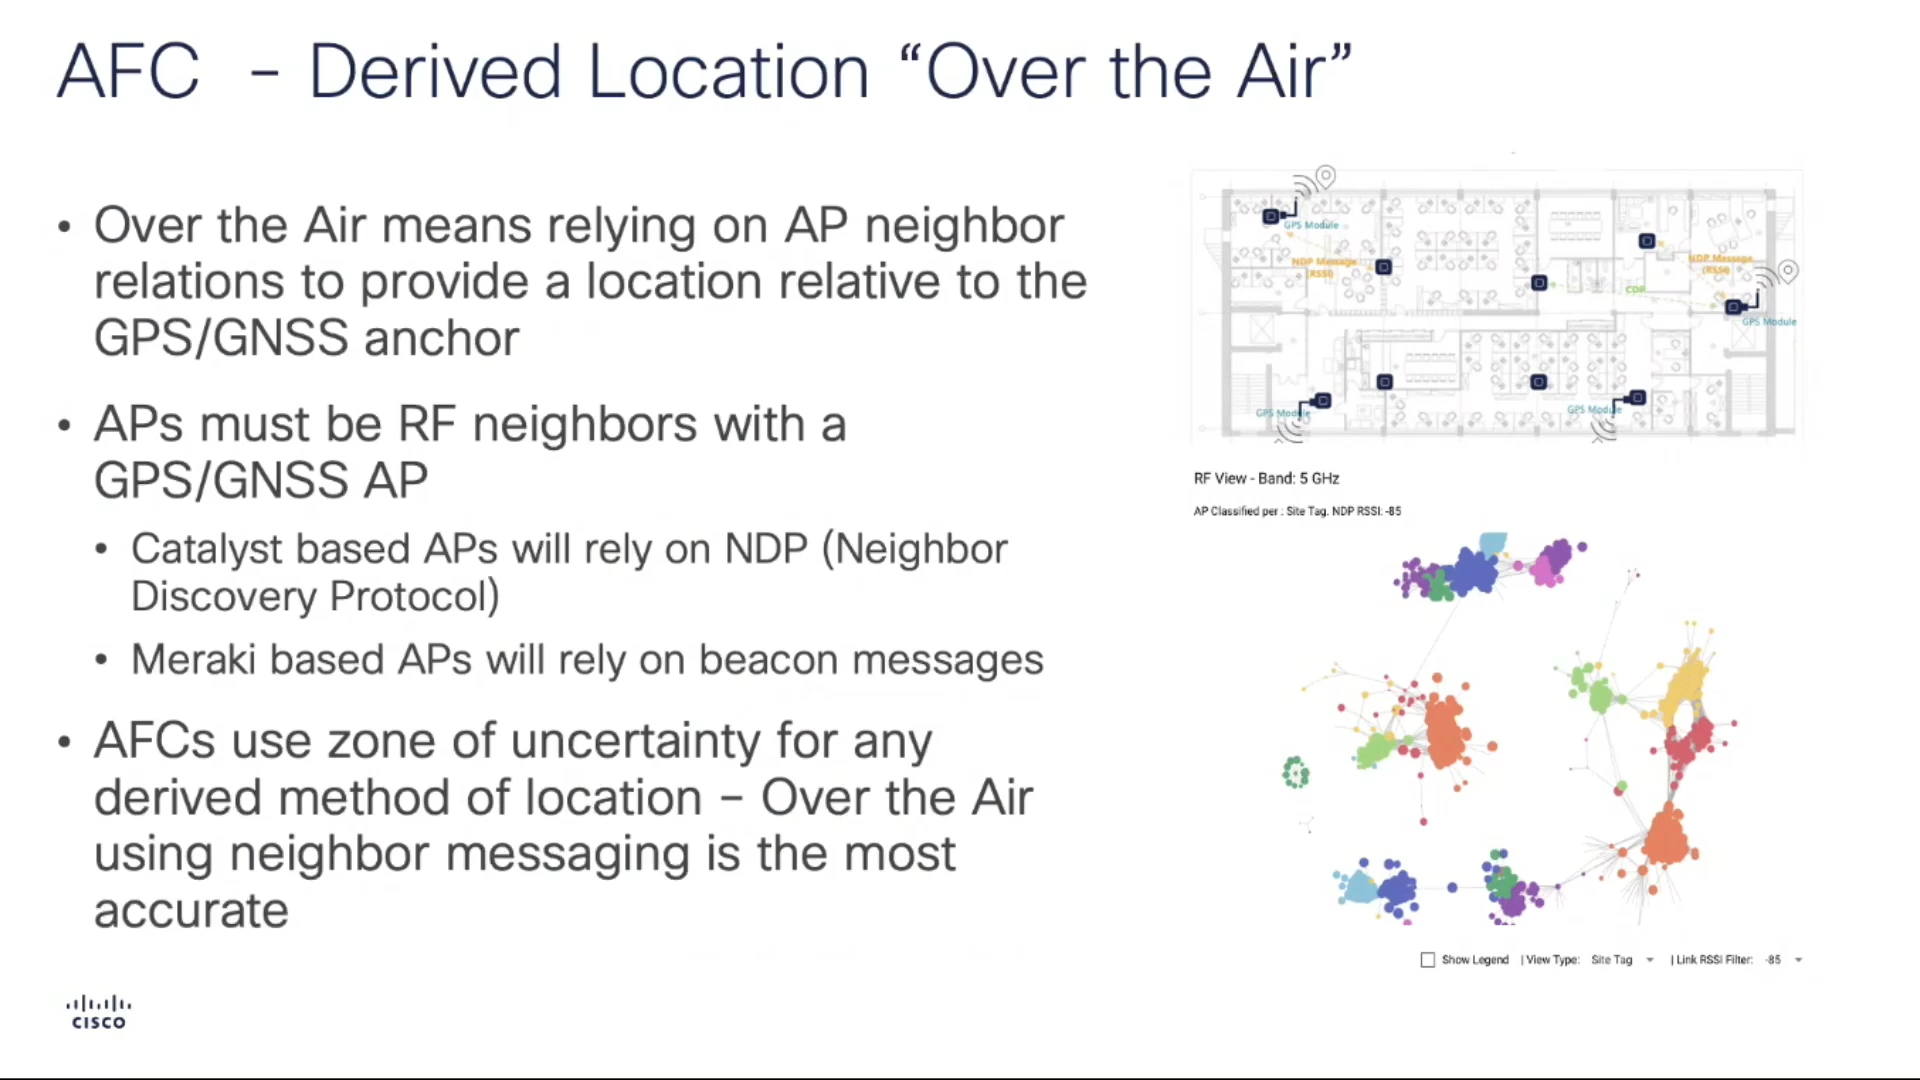 AFC - Derived Location “Over the Air”
• Over the Air means relying on AP neighbor
relations to provide a location relative to the
GPS/GNSS anchor
• APs must be RF neighbors with a
GPS/GNSS AP
• Catalyst based APs will rely on NDP (Neighbor
Discovery Protocol)
• Meraki based APs will rely on beacon messages
• AFCs use zone of uncertainty for any
derived method of location – Over the Air
using neighbor messaging is the most
accurate
GPS Module
NDP Message
(RSSI)
NDP Message
(RSSI)
CDP
GPS Module
GPS Module
GPS Module
RF View - Band: 5 GHz
AP Classified per : Site Tag. NDP RSSI: -85
Show Legend | View Type: Site Tag | Link RSSI Filter: -85
CISCO